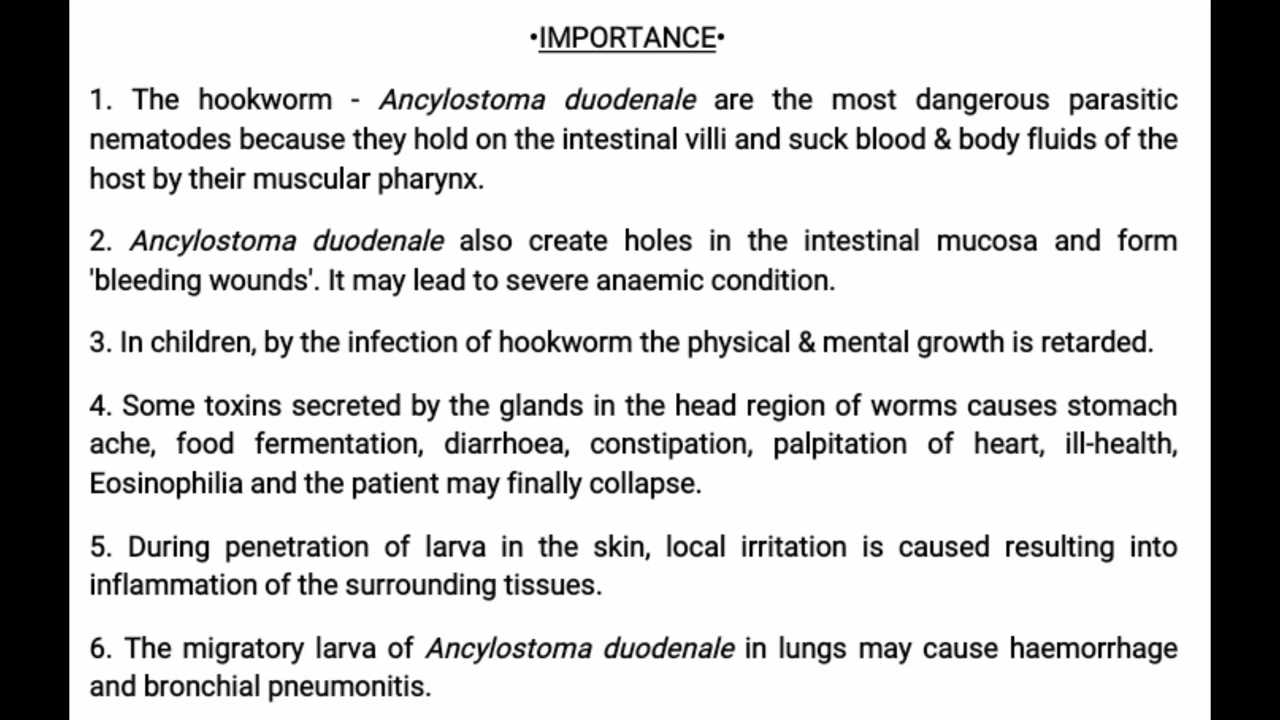 •IMPORTANCE•
1. The hookworm - Ancylostoma duodenale are the most dangerous parasitic
nematodes because they hold on the intestinal villi and suck blood & body fluids of the
host by their muscular pharynx.
2. Ancylostoma duodenale also create holes in the intestinal mucosa and form
'bleeding wounds'. It may lead to severe anaemic condition.
3. In children, by the infection of hookworm the physical & mental growth is retarded.
4. Some toxins secreted by the glands in the head region of worms causes stomach
ache, food fermentation, diarrhoea, constipation, palpitation of heart, ill-health,
Eosinophilia and the patient may finally collapse.
5. During penetration of larva in the skin, local irritation is caused resulting into
inflammation of the surrounding tissues.
6. The migratory larva of Ancylostoma duodenale in lungs may cause haemorrhage
and bronchial pneumonitis.